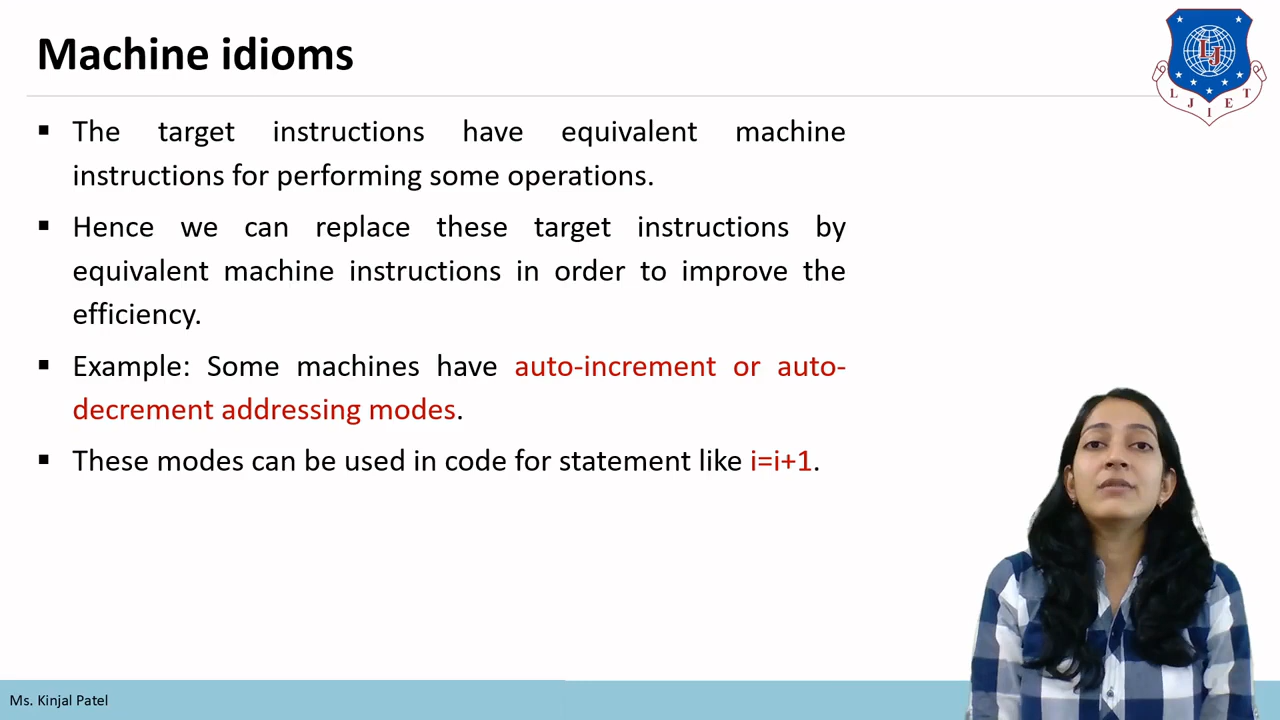 Machine idioms
▪ The target instructions have equivalent machine
instructions for performing some operations.
▪ Hence we can replace these target instructions by
equivalent machine instructions in order to improve the
efficiency.
▪ Example: Some machines have auto-increment or auto-
decrement addressing modes.
▪ These modes can be used in code for statement like i=i+1.
LJ
L J I E T
Ms. Kinjal Patel